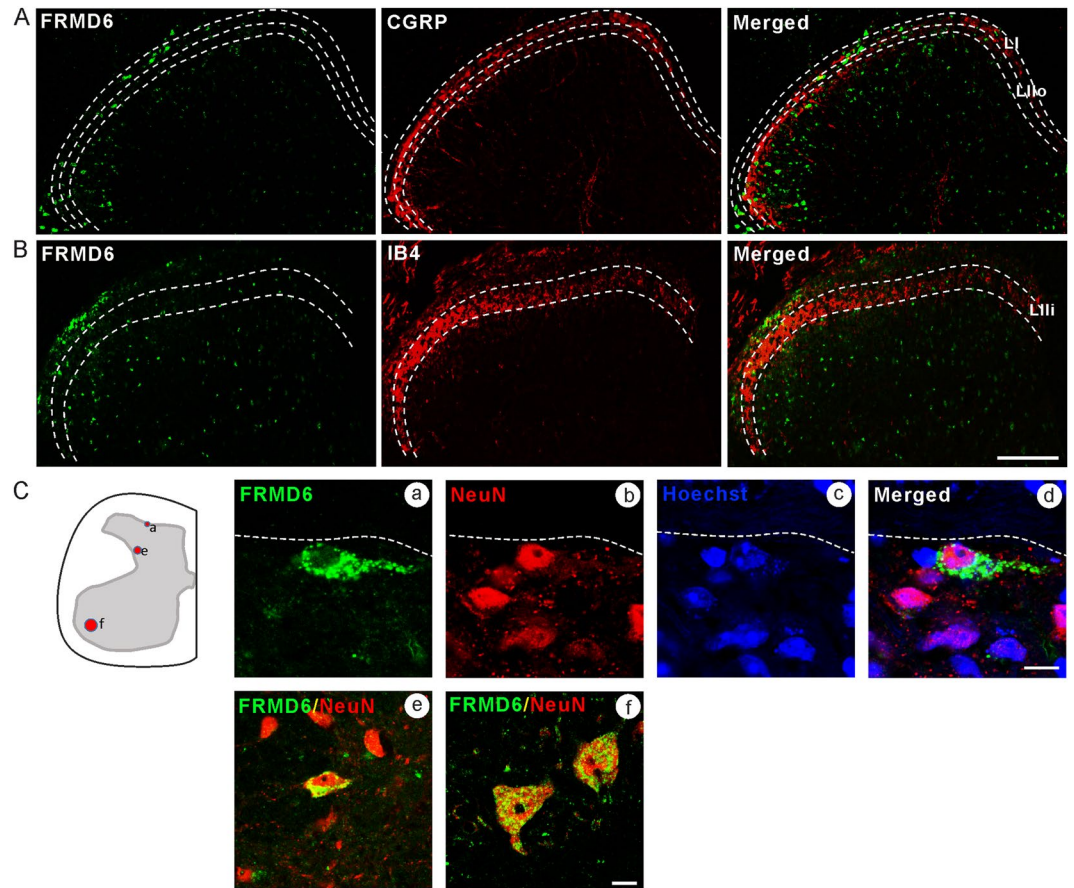 A
FRMD6
CGRP
Merged
LI
LIIo
B
FRMD6
IB4
Merged
LIIi
C
a
e
f
FRMD6
a
NeuN
b
Hoechst
c
Merged
d
FRMD6/NeuN
e
FRMD6/NeuN
f